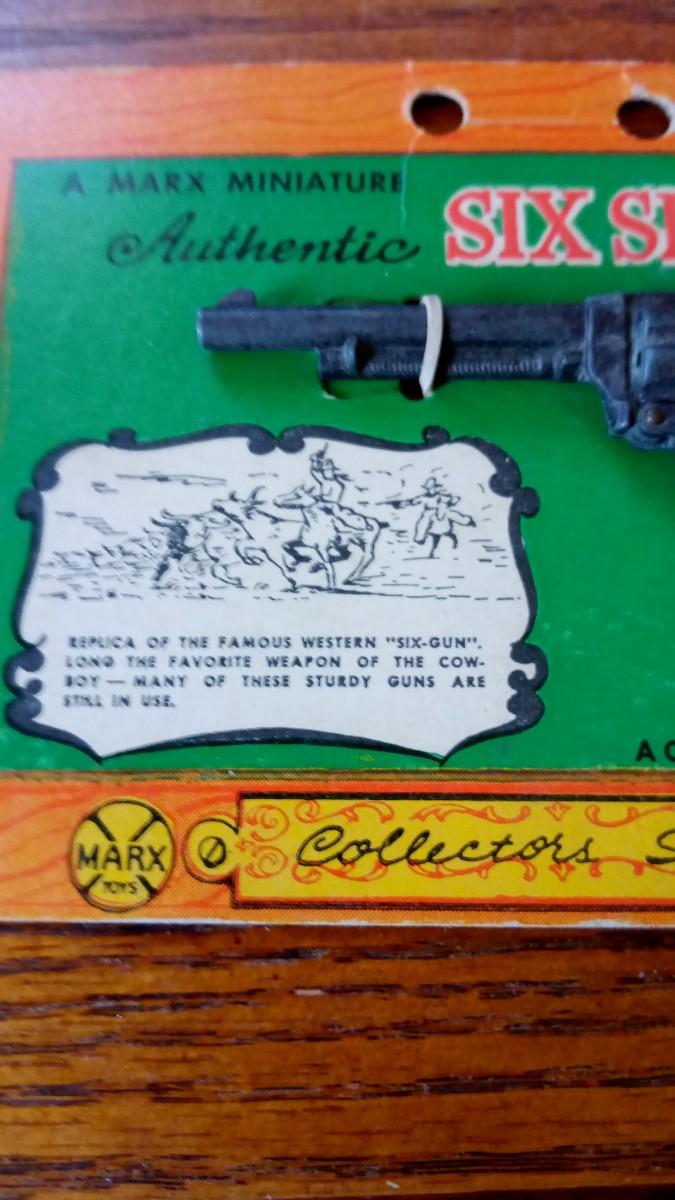 A MARX MINIATURE
Authentic SIX S
REPLICA OF THE FAMOUS WESTERN "SIX-GUN".
LONG THE FAVORITE WEAPON OF THE COW-
BOY — MANY OF THESE STURDY GUNS ARE
STILL IN USE.
A
MARX
TOYS
Collectors S